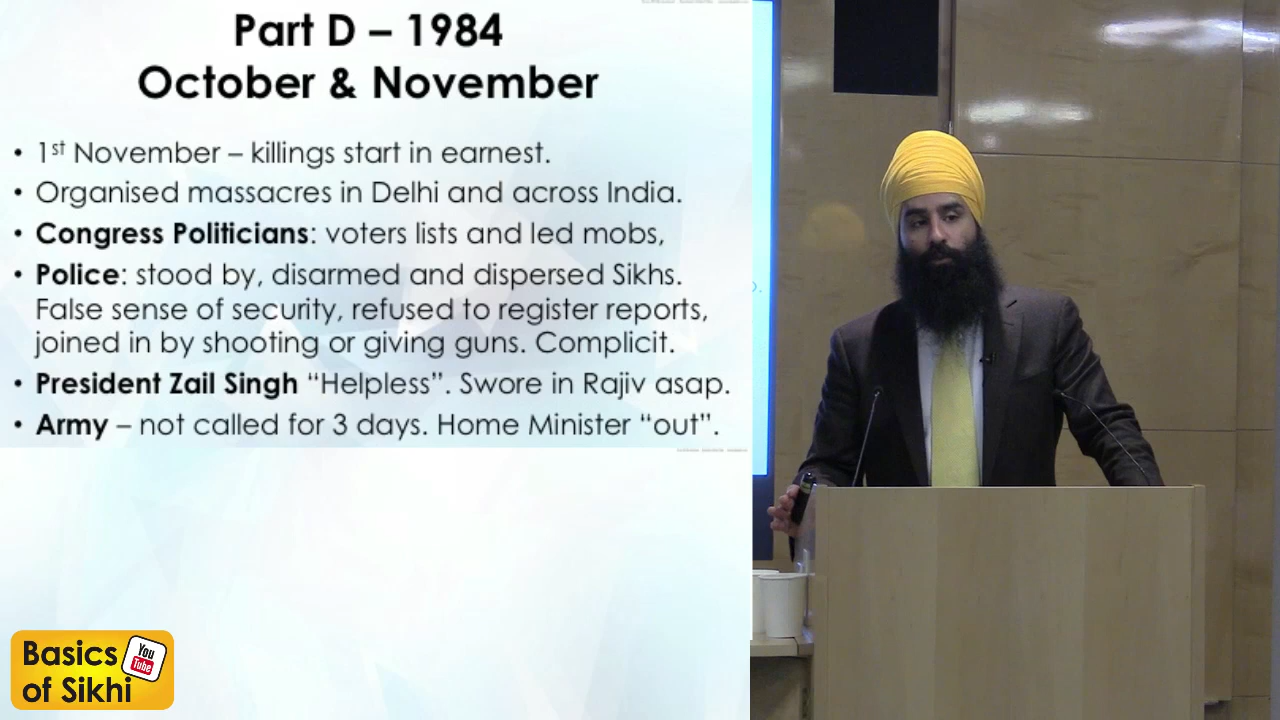 Part D – 1984
October & November
• 1st November – killings start in earnest.
• Organised massacres in Delhi and across India.
• Congress Politicians: voters lists and led mobs,
• Police: stood by, disarmed and dispersed Sikhs.
False sense of security, refused to register reports,
joined in by shooting or giving guns. Complicit.
• President Zail Singh “Helpless”. Swore in Rajiv asap.
• Army – not called for 3 days. Home Minister “out”.
Basics
of Sikhi
You
Tube